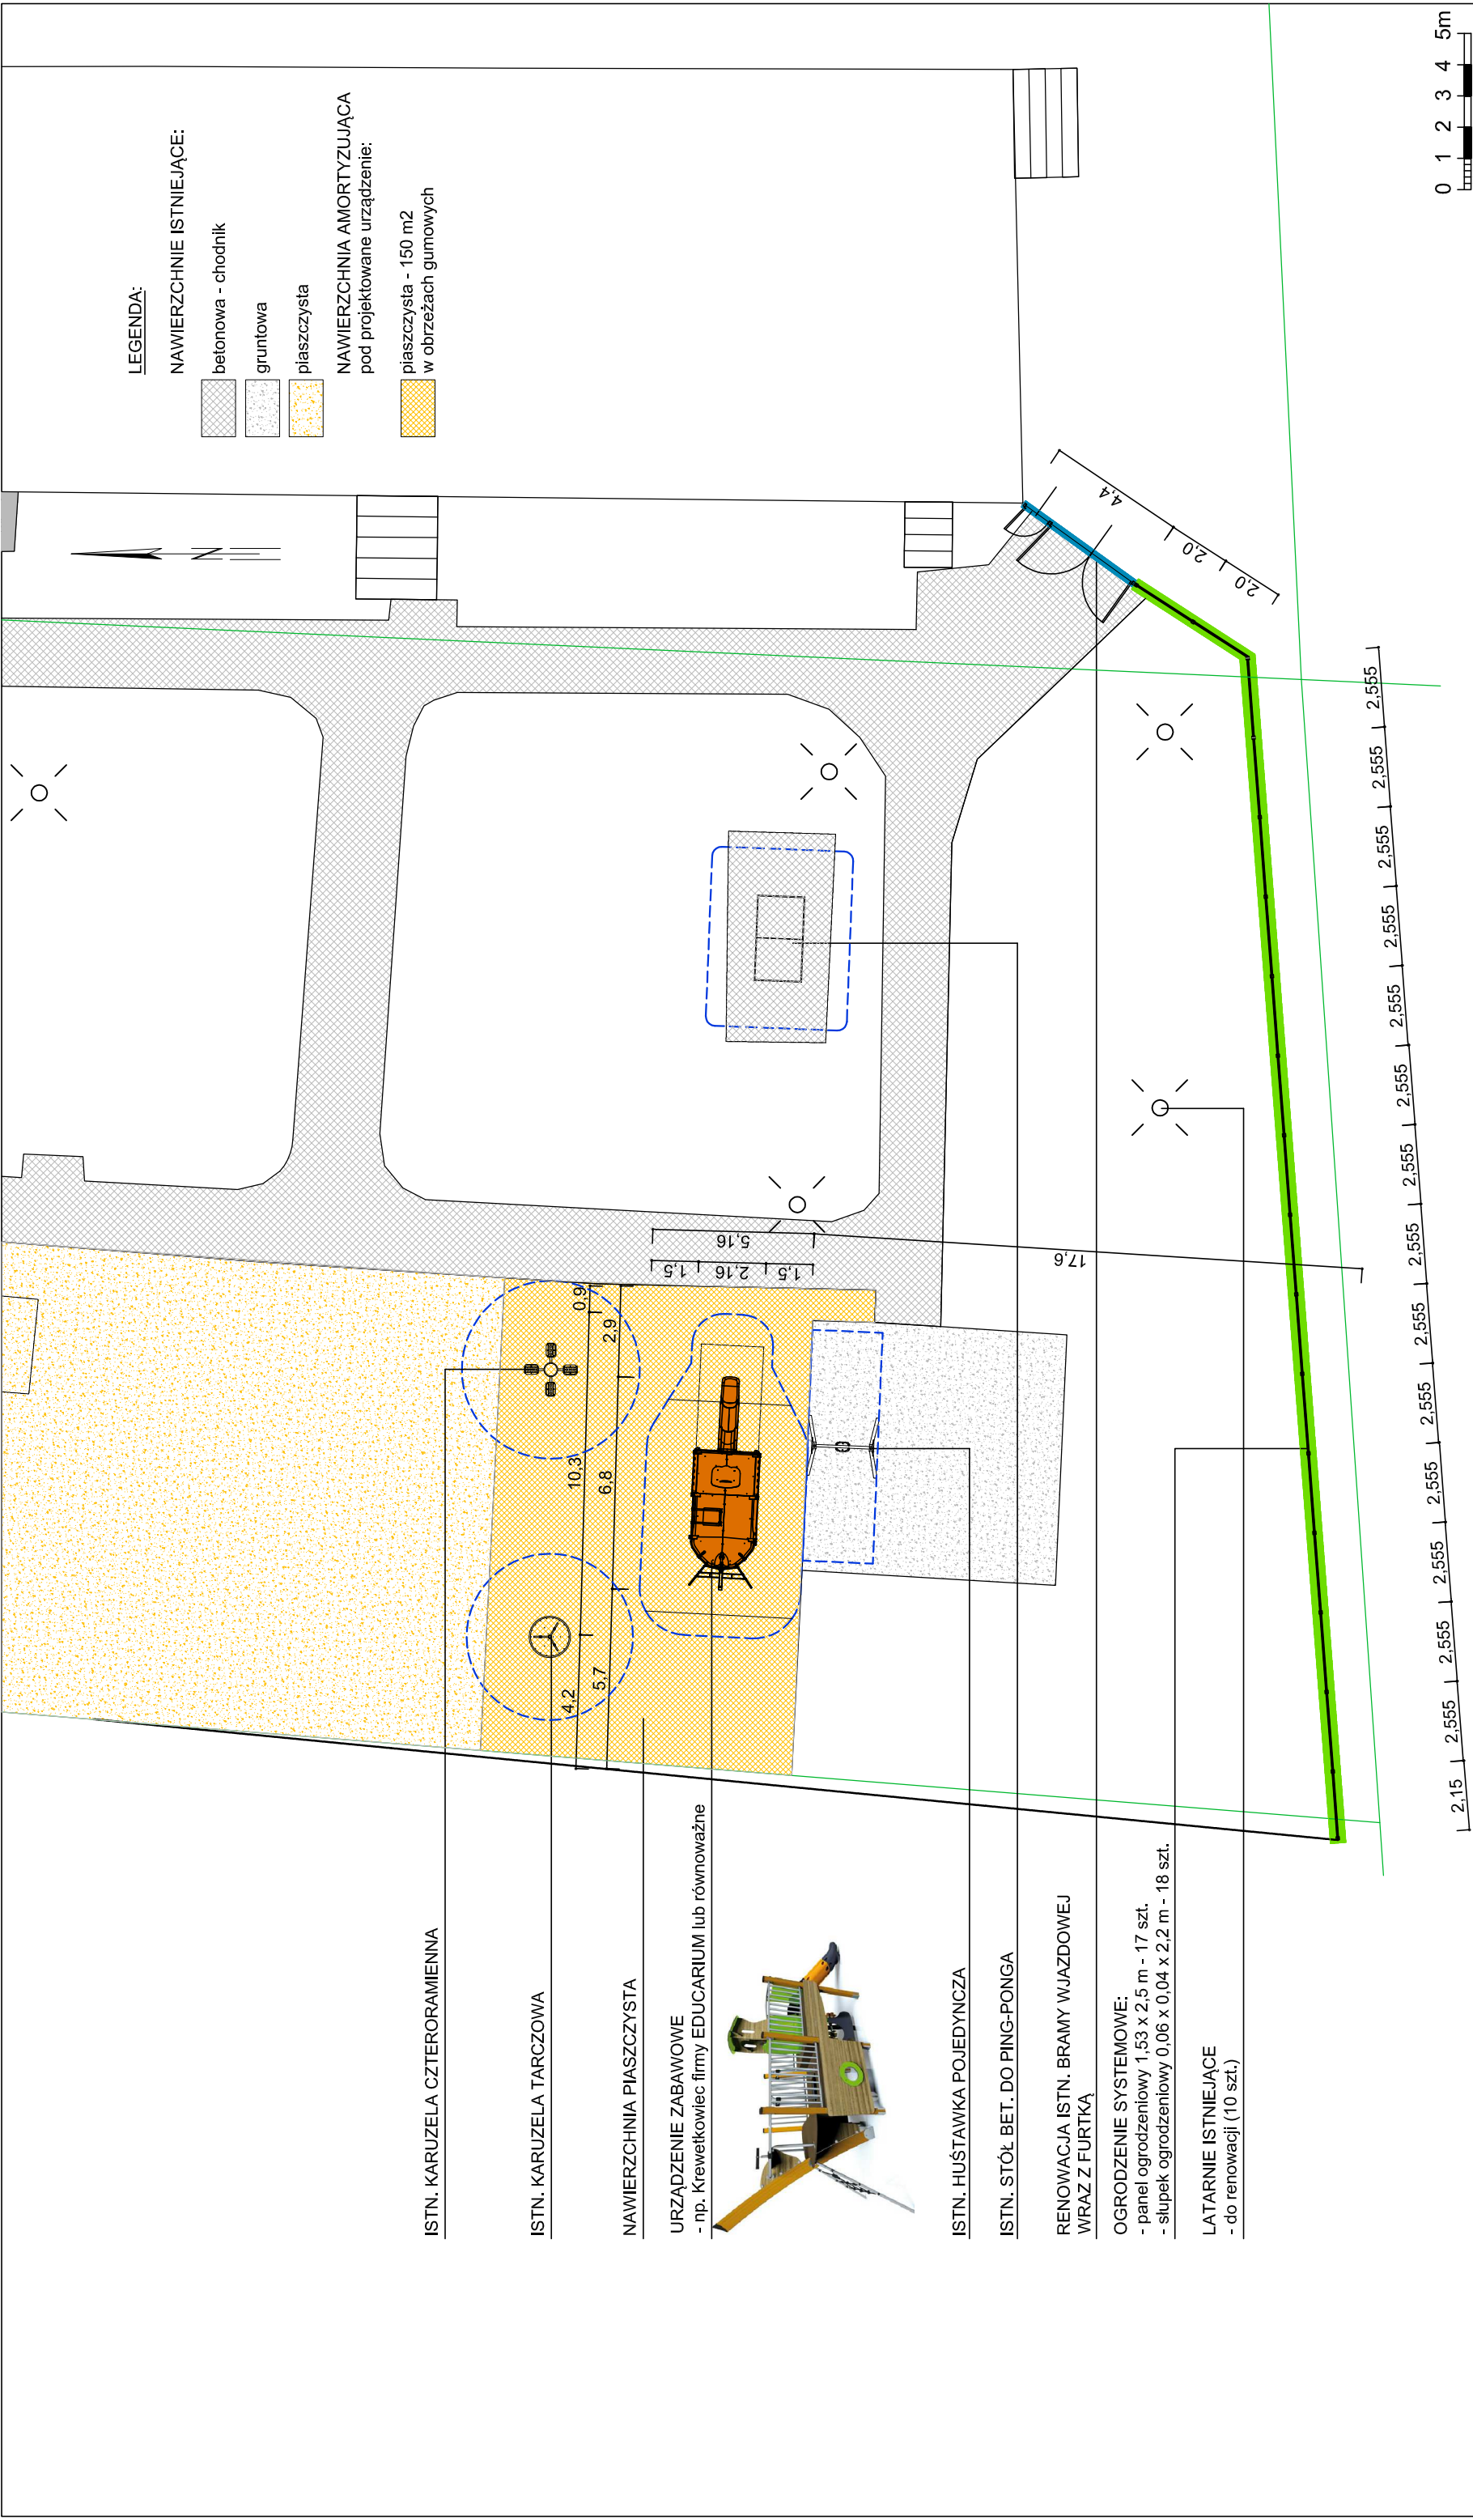 LEGENDA:
NAWIERZCHNIE ISTNIEJĄCE:
betonowa - chodnik
gruntowa
piaszczysta
NAWIERZCHNIA AMORTYZUJĄCA
pod projektowane urządzenie:
piaszczysta - 150 m2
w obrzeżach gumowych
N
ISTN. KARUZELA CZTERORAMIENNA
ISTN. KARUZELA TARCZOWA
NAWIERZCHNIA PIASZCZYSTA
URZĄDZENIE ZABAWOWE
- np. Krewetkowiec firmy EDUCARIUM lub równoważne
ISTN. HUŚTAWKA POJEDYNCZA
ISTN. STÓŁ BET. DO PING-PONGA
RENOWACJA ISTN. BRAMY WJAZDOWEJ
WRAZ Z FURTKĄ
OGRODZENIE SYSTEMOWE:
- panel ogrodzeniowy 1,53 x 2,5 m - 17 szt.
- słupek ogrodzeniowy 0,06 x 0,04 x 2,2 m - 18 szt.
LATARNIE ISTNIEJĄCE
- do renowacji (10 szt.)
4,2
10,3
0,9
5,7
6,8
2,9
1,5
2,16
1,5
5,16
17,6
4,4
2,0
2,0
2,15
2,555
2,555
2,555
2,555
2,555
2,555
2,555
2,555
2,555
2,555
2,555
2,555
2,555
2,555
0 1 2 3 4 5m